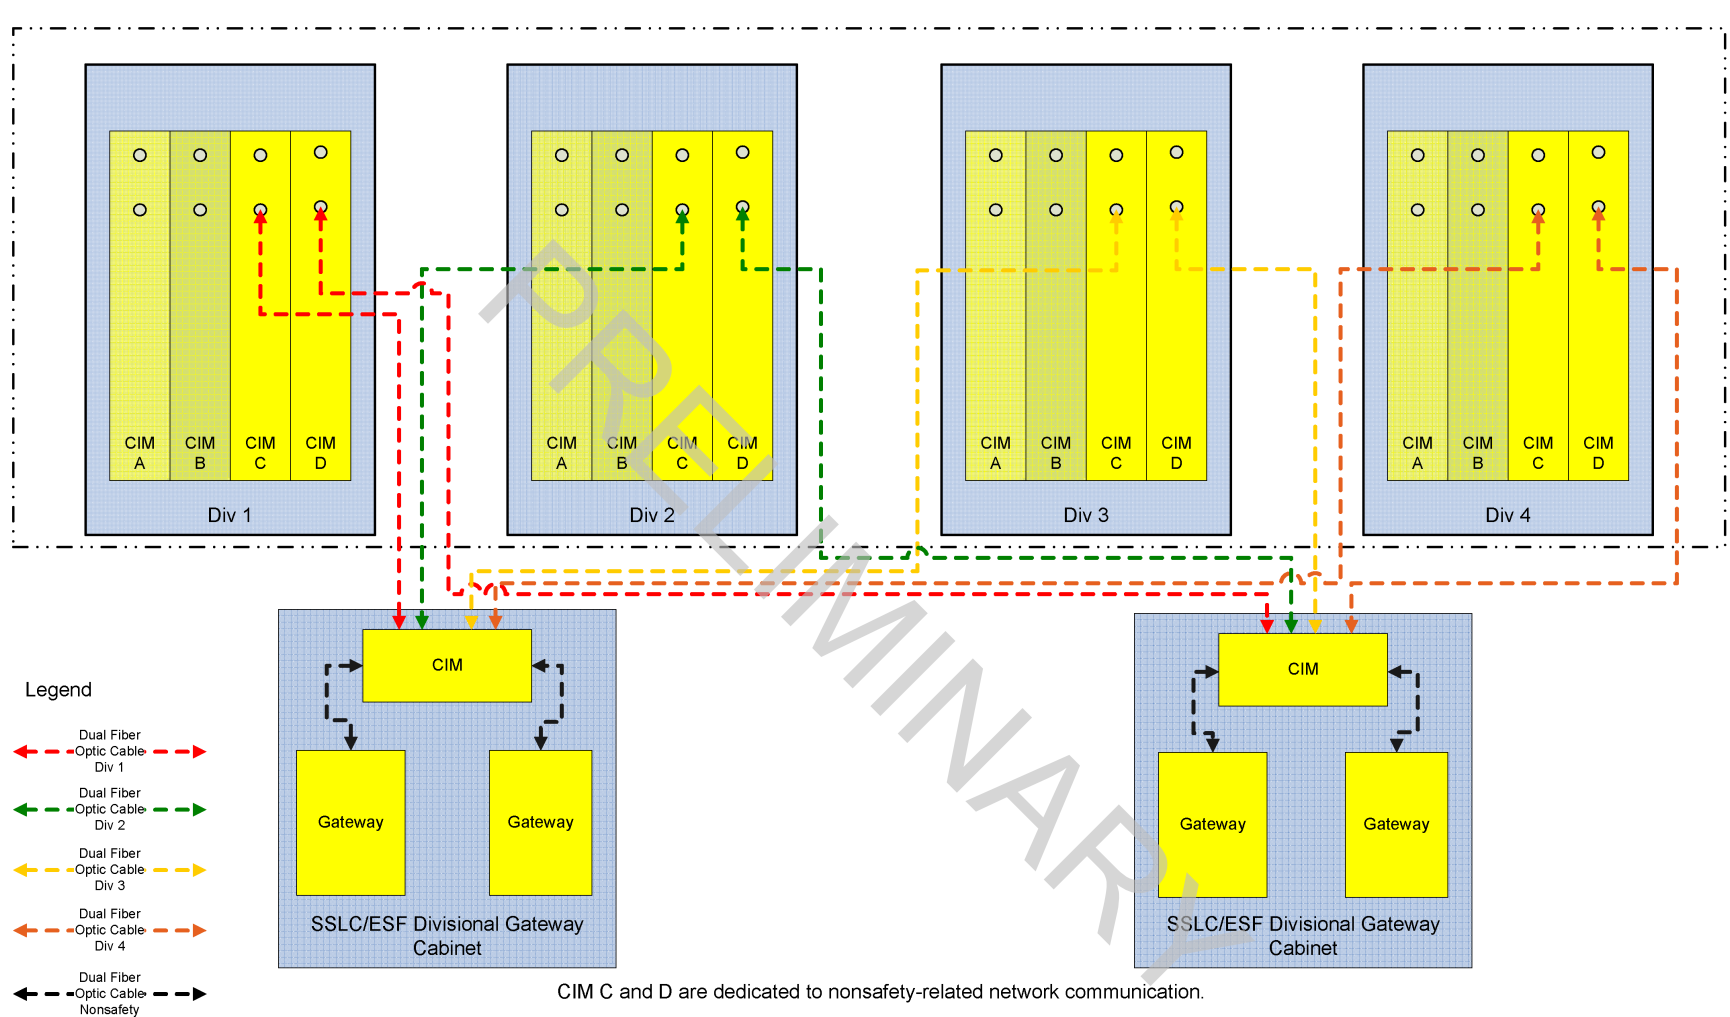 CIM
A
CIM
B
CIM
C
CIM
D
Div 1
CIM
A
CIM
B
CIM
C
CIM
D
Div 2
CIM
A
CIM
B
CIM
C
CIM
D
Div 3
CIM
A
CIM
B
CIM
C
CIM
D
Div 4
PRELIMINARY
CIM
Gateway
Gateway
SSLC/ESF Divisional Gateway
Cabinet
CIM
Gateway
Gateway
SSLC/ESF Divisional Gateway
Cabinet
Legend
Dual Fiber
Optic Cable
Div 1
Dual Fiber
Optic Cable
Div 2
Dual Fiber
Optic Cable
Div 3
Dual Fiber
Optic Cable
Div 4
Dual Fiber
Optic Cable
Nonsafety
CIM C and D are dedicated to nonsafety-related network communication.